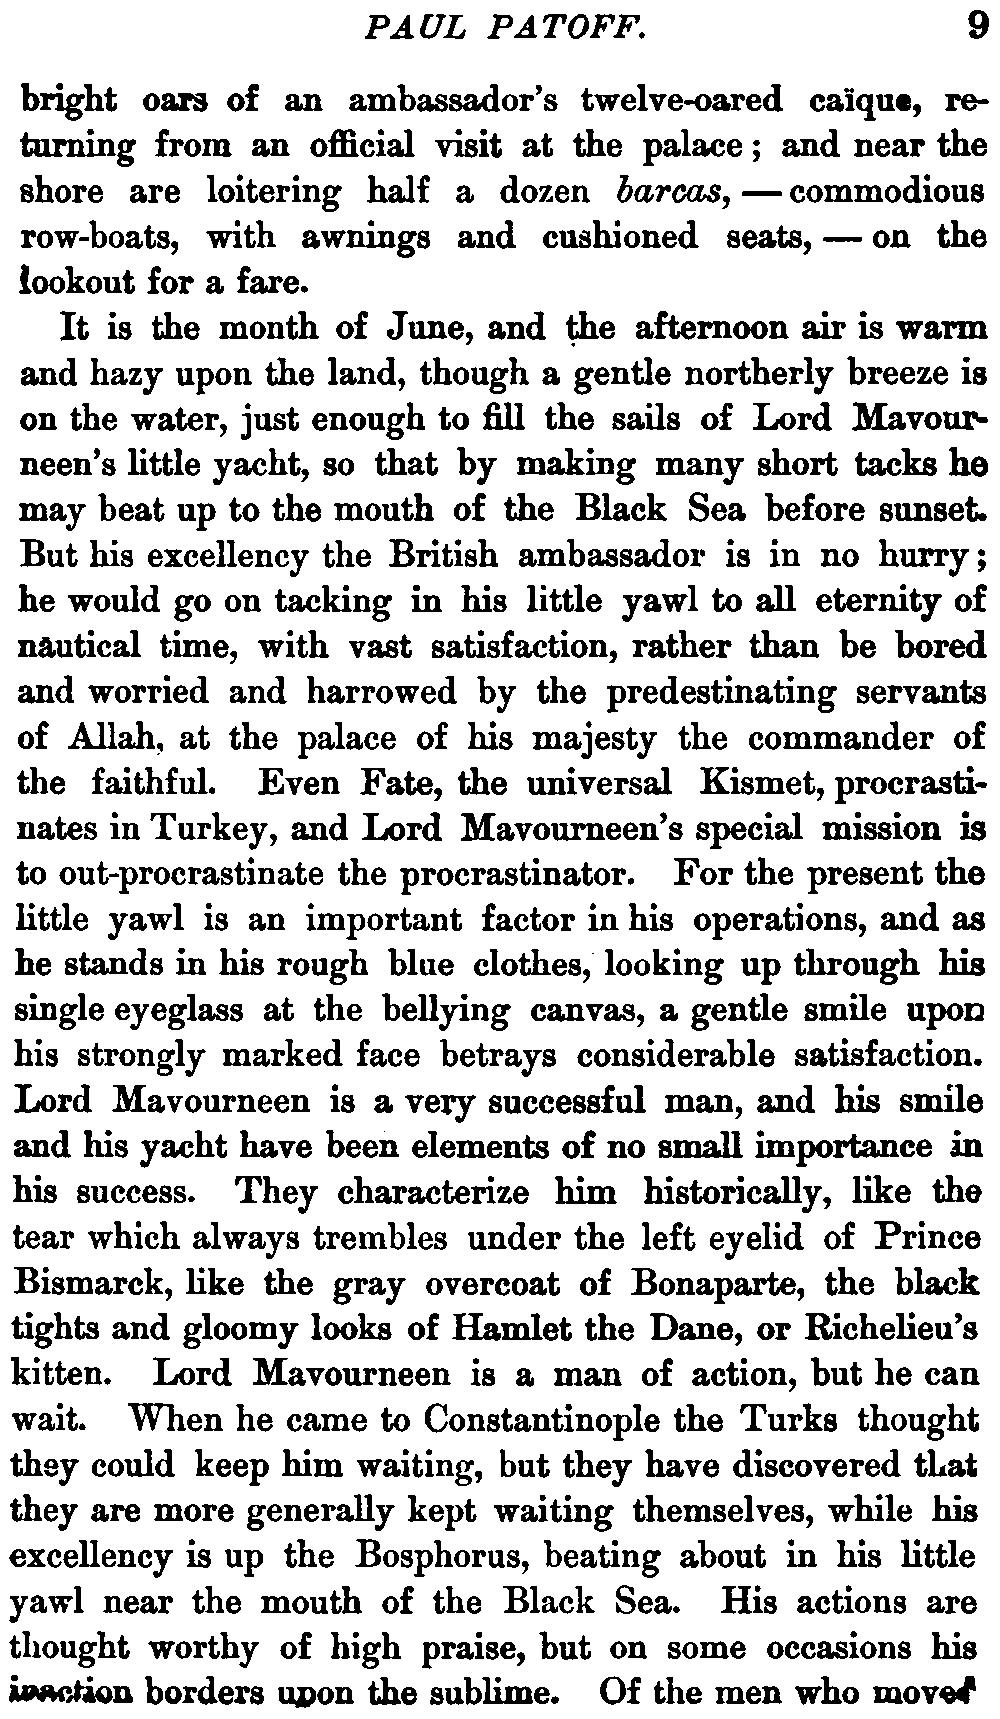 PAUL PATOFF. 9
bright oars of an ambassador's twelve-oared caïque, re-
turning from an official visit at the palace; and near the
shore are loitering half a dozen barcas, — commodious
row-boats, with awnings and cushioned seats, — on the
lookout for a fare.
It is the month of June, and the afternoon air is warm
and hazy upon the land, though a gentle northerly breeze is
on the water, just enough to fill the sails of Lord Mavour-
neen's little yacht, so that by making many short tacks he
may beat up to the mouth of the Black Sea before sunset.
But his excellency the British ambassador is in no hurry;
he would go on tacking in his little yawl to all eternity of
nautical time, with vast satisfaction, rather than be bored
and worried and harrowed by the predestinating servants
of Allah, at the palace of his majesty the commander of
the faithful. Even Fate, the universal Kismet, procrasti-
nates in Turkey, and Lord Mavourneen's special mission is
to out-procrastinate the procrastinator. For the present the
little yawl is an important factor in his operations, and as
he stands in his rough blue clothes, looking up through his
single eyeglass at the bellying canvas, a gentle smile upon
his strongly marked face betrays considerable satisfaction.
Lord Mavourneen is a very successful man, and his smile
and his yacht have been elements of no small importance in
his success. They characterize him historically, like the
tear which always trembles under the left eyelid of Prince
Bismarck, like the gray overcoat of Bonaparte, the black
tights and gloomy looks of Hamlet the Dane, or Richelieu's
kitten. Lord Mavourneen is a man of action, but he can
wait. When he came to Constantinople the Turks thought
they could keep him waiting, but they have discovered that
they are more generally kept waiting themselves, while his
excellency is up the Bosphorus, beating about in his little
yawl near the mouth of the Black Sea. His actions are
thought worthy of high praise, but on some occasions his
inaction borders upon the sublime. Of the men who moved